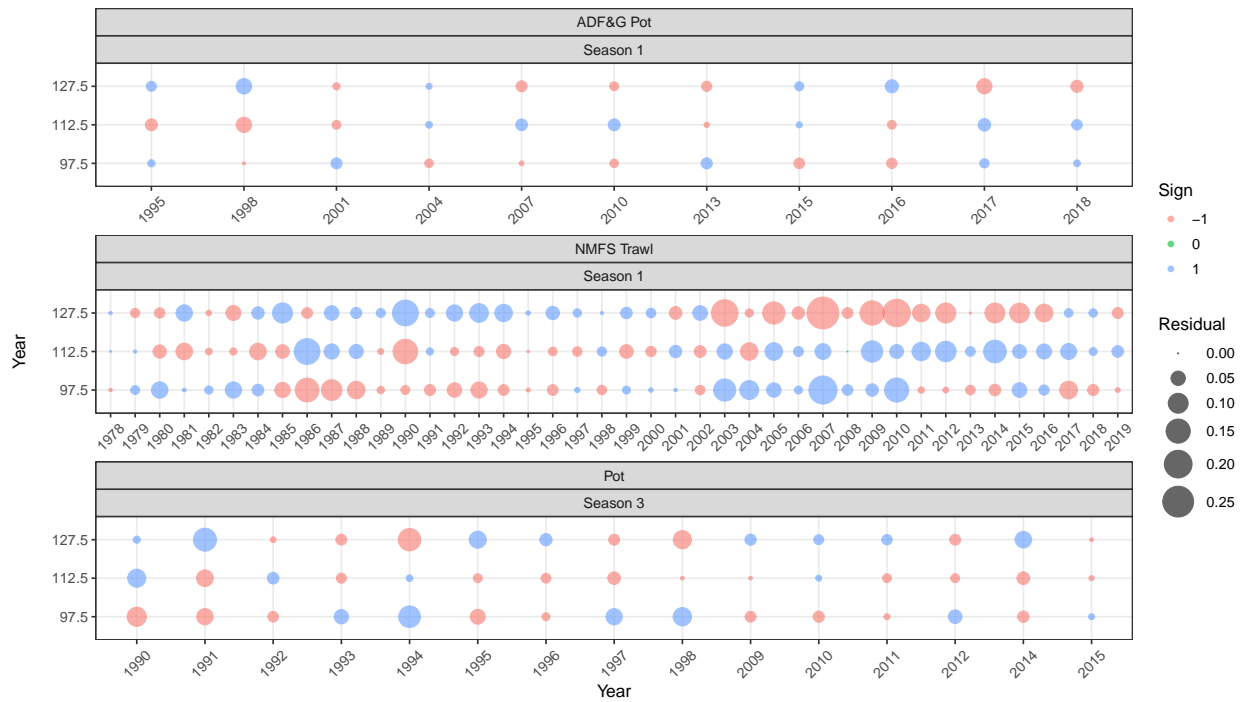 ADF&G Pot
Season 1
127.5
112.5
97.5
1995 1998 2001 2004 2007 2010 2013 2015 2016 2017 2018
NMFS Trawl
Season 1
127.5
112.5
97.5
1978 1979 1980 1981 1982 1983 1984 1985 1986 1987 1988 1989 1990 1991 1992 1993 1994 1995 1996 1997 1998 1999 2000 2001 2002 2003 2004 2005 2006 2007 2008 2009 2010 2011 2012 2013 2014 2015 2016 2017 2018 2019
Pot
Season 3
127.5
112.5
97.5
1990 1991 1992 1993 1994 1995 1996 1997 1998 2009 2010 2011 2012 2014 2015
Year
Year
Sign
−1
0
1
Residual
0.00
0.05
0.10
0.15
0.20
0.25